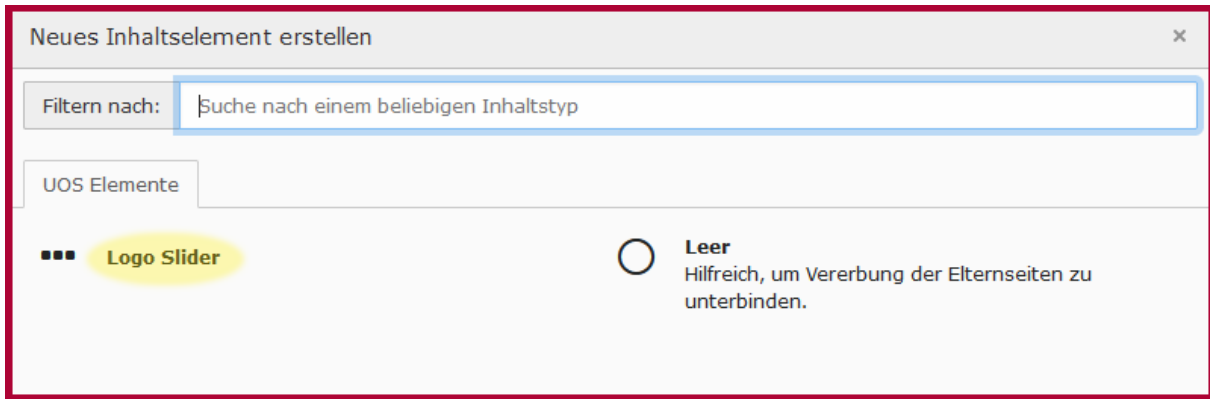 Neues Inhaltselement erstellen ×
Filtern nach: Suche nach einem beliebigen Inhaltstyp
UOS Elemente
Logo Slider
Leer
Hilfreich, um Vererbung der Elternseiten zu
unterbinden.